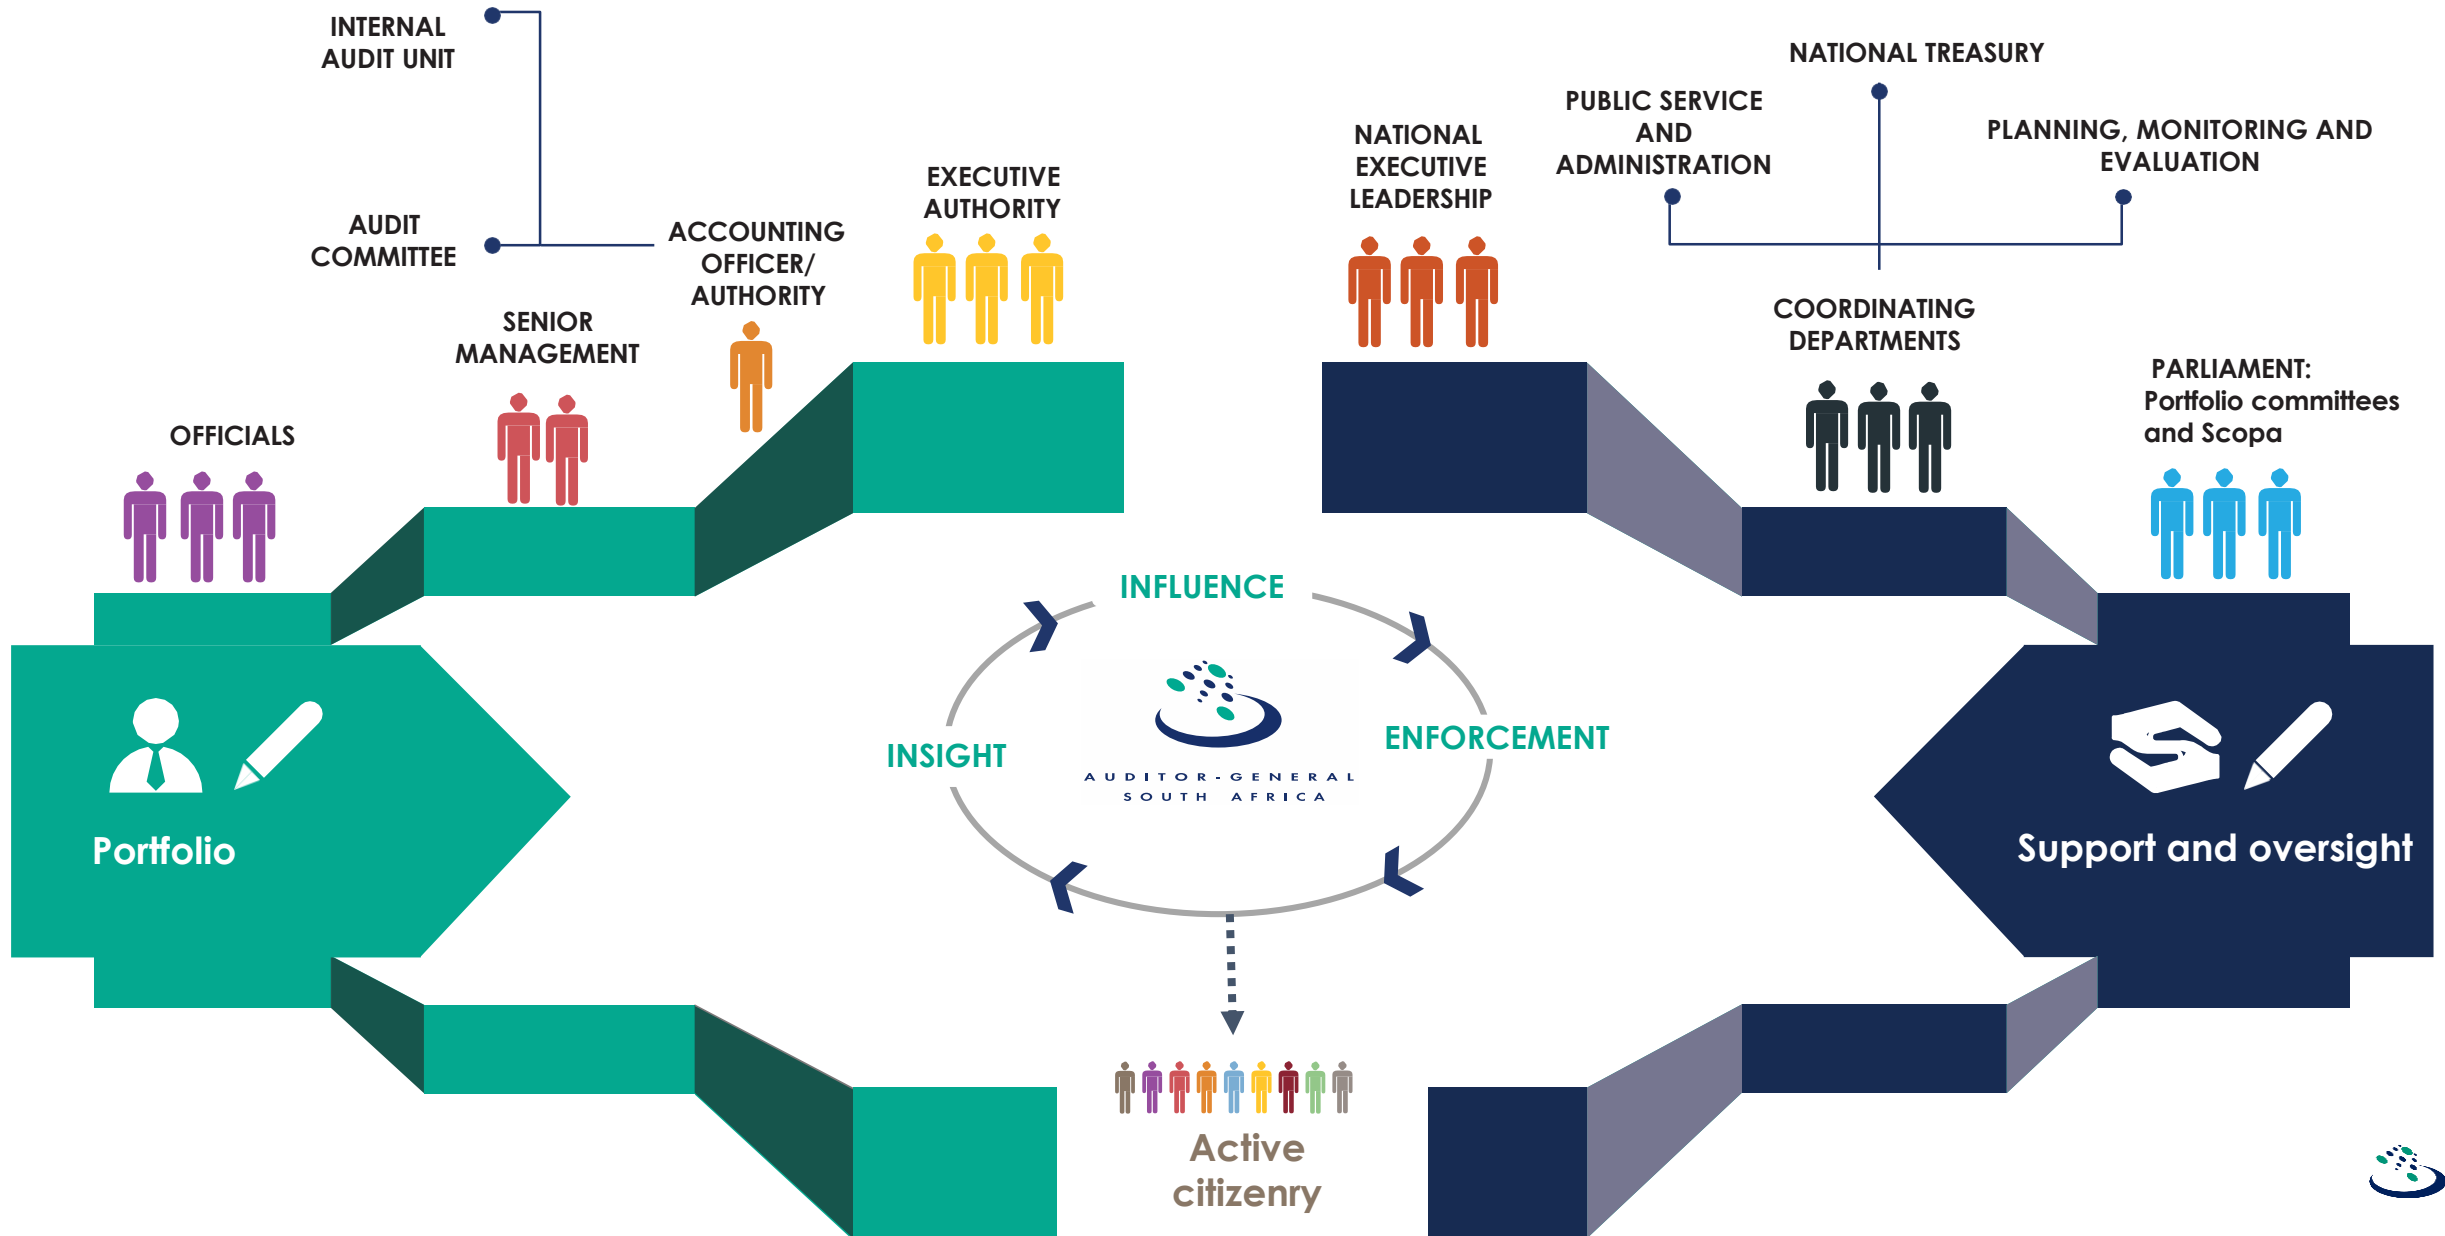 INTERNAL
AUDIT UNIT
AUDIT
COMMITTEE
OFFICIALS
SENIOR
MANAGEMENT
ACCOUNTING
OFFICER/
AUTHORITY
EXECUTIVE
AUTHORITY
NATIONAL
EXECUTIVE
LEADERSHIP
PUBLIC SERVICE
AND
ADMINISTRATION
NATIONAL TREASURY
PLANNING, MONITORING AND
EVALUATION
COORDINATING
DEPARTMENTS
PARLIAMENT:
Portfolio committees
and Scopa
INFLUENCE
ENFORCEMENT
INSIGHT
AUDITOR-GENERAL
SOUTH AFRICA
Portfolio
Support and oversight
Active
citizenry